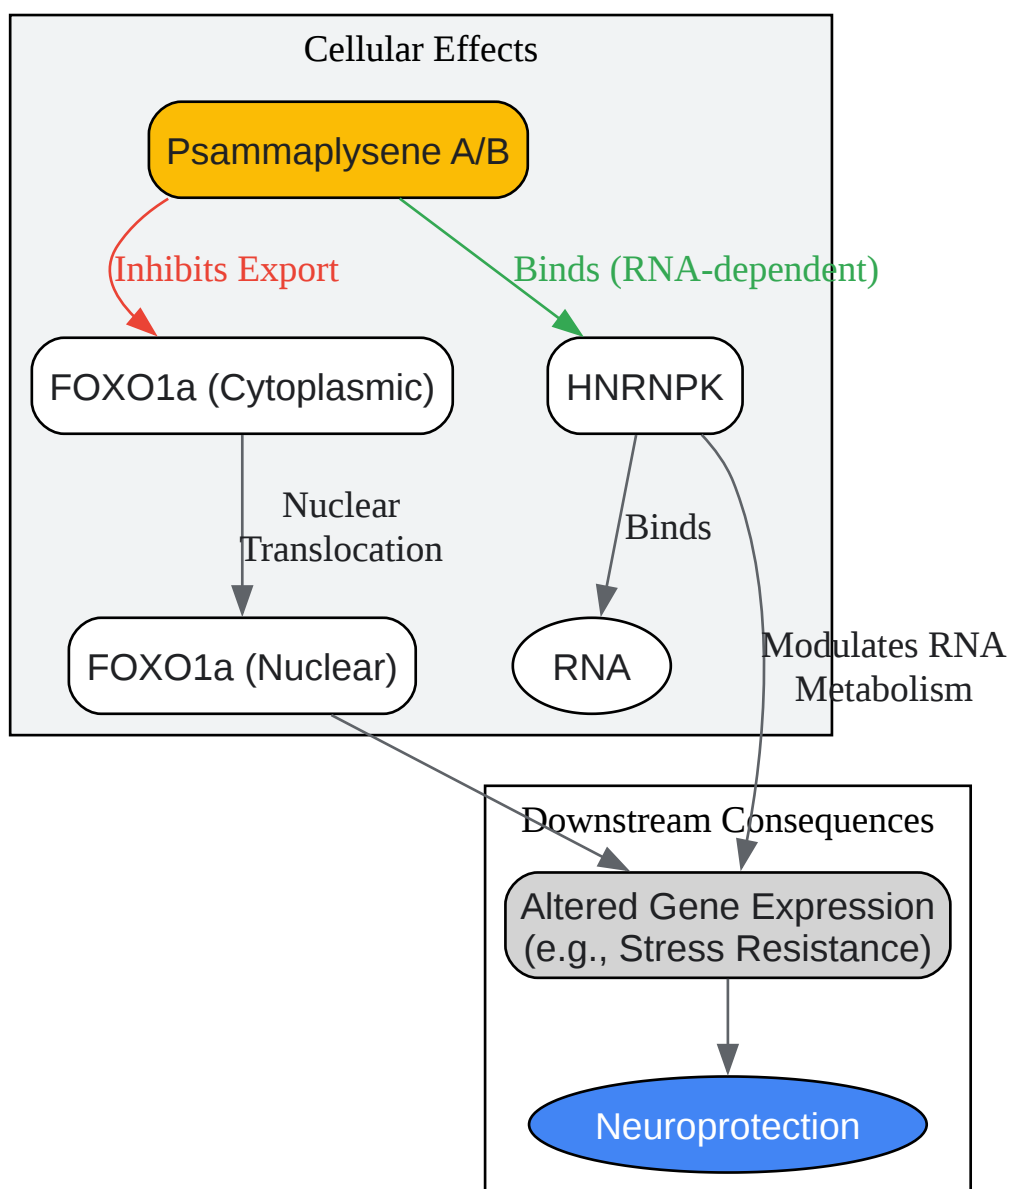 Cellular Effects
Psammaplysene A/B
Inhibits Export
Binds (RNA-dependent)
FOXO1a (Cytoplasmic)
HNRNPK
Nuclear
Translocation
Binds
FOXO1a (Nuclear)
RNA
Modulates RNA
Metabolism
Downstream Consequences
Altered Gene Expression
(e.g., Stress Resistance)
Neuroprotection